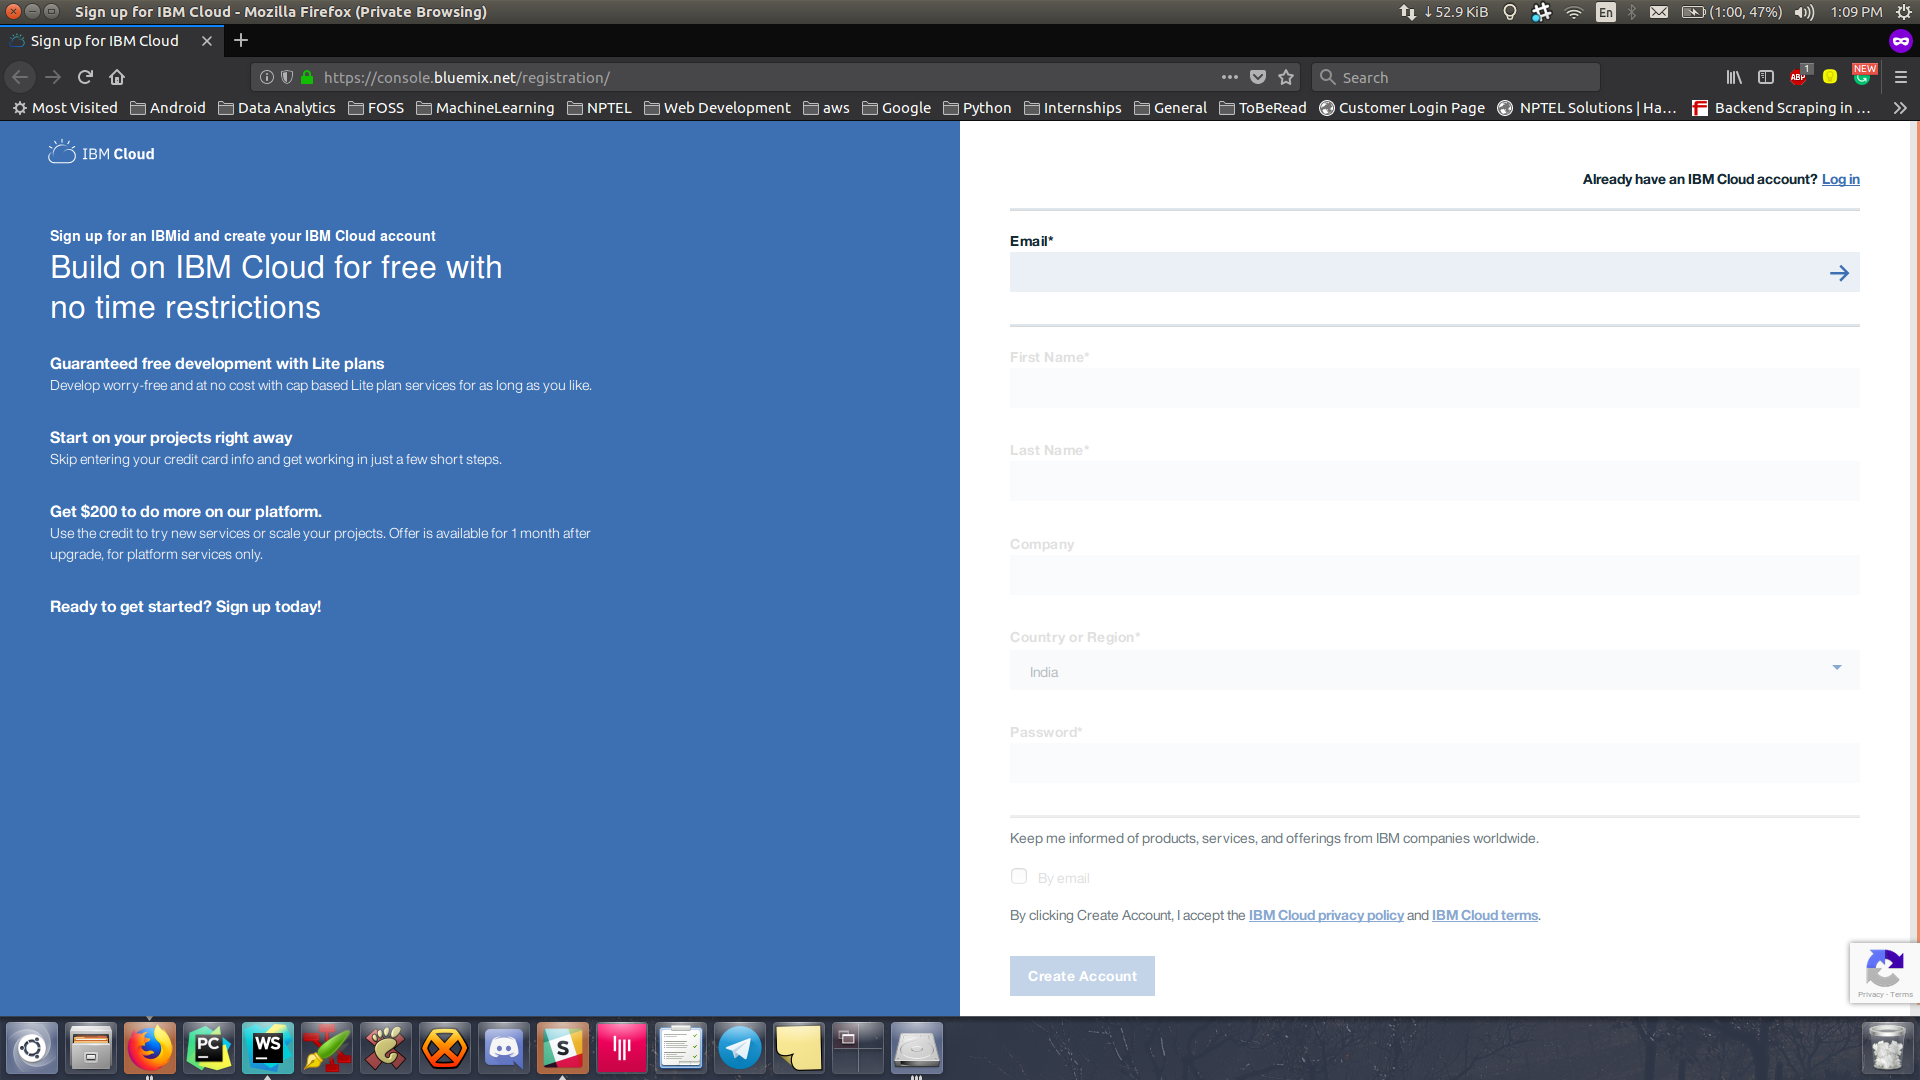 Sign up for IBM Cloud - Mozilla Firefox (Private Browsing)
52.9 KiB
En
(1:00, 47%)
1:09 PM
Sign up for IBM Cloud
https://console.bluemix.net/registration/
Search
ABP
1
NEW
Most Visited
Android
Data Analytics
FOSS
MachineLearning
NPTEL
Web Development
aws
Google
Python
Internships
General
ToBeRead
Customer Login Page
NPTEL Solutions | Ha...
Backend Scraping in ...
IBM Cloud
Sign up for an IBMid and create your IBM Cloud account
Build on IBM Cloud for free with
no time restrictions
Guaranteed free development with Lite plans
Develop worry-free and at no cost with cap based Lite plan services for as long as you like.
Start on your projects right away
Skip entering your credit card info and get working in just a few short steps.
Get $200 to do more on our platform.
Use the credit to try new services or scale your projects. Offer is available for 1 month after
upgrade, for platform services only.
Ready to get started? Sign up today!
Already have an IBM Cloud account? Log in
Email*
First Name*
Last Name*
Company
Country or Region*
India
Password*
Keep me informed of products, services, and offerings from IBM companies worldwide.
By email
By clicking Create Account, I accept the IBM Cloud privacy policy and IBM Cloud terms.
Create Account
Privacy - Terms
PC
WS
S